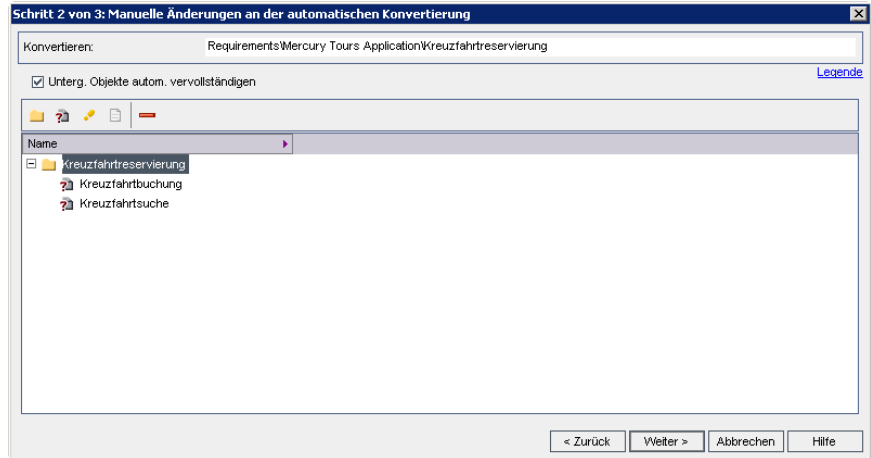 Schritt 2 von 3: Manuelle Änderungen an der automatischen Konvertierung
Konvertieren: Requirements\Mercury Tours Application\Kreuzfahrtreservierung
Legende
Unterg. Objekte autom. vervollständigen
Name
Kreuzfahrtreservierung
Kreuzfahrtbuchung
Kreuzfahrtsuche
< Zurück Weiter > Abbrechen Hilfe